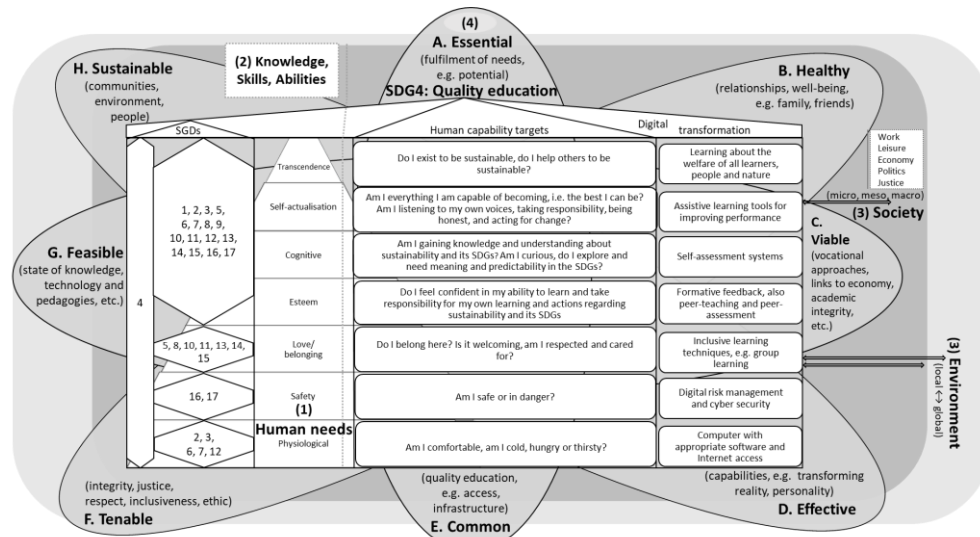 (4)
A. Essential
(fulfilment of needs,
e.g. potential)
SDG4: Quality education
H. Sustainable
(communities,
environment,
people)
(2) Knowledge,
Skills, Abilities
B. Healthy
(relationships, well-being,
e.g. family, friends)
SGDs
Human capability targets
Digital transformation
Work
Leisure
Economy
Politics
Justice
(micro, meso, macro)
(3) Society
C.
Viable
(vocational
approaches,
links to economy,
academic
integrity,
etc.)
G. Feasible
(state of knowledge,
technology and
pedagogies, etc.)
4
1, 2, 3, 5,
6, 7, 8, 9,
10, 11, 12, 13,
14, 15, 16, 17
Transcendence
Do I exist to be sustainable, do I help others to be
sustainable?
Learning about the
welfare of all learners,
people and nature
Self-actualisation
Am I everything I am capable of becoming, i.e. the best I can be?
Am I listening to my own voices, taking responsibility, being
honest, and acting for change?
Assistive learning tools for
improving performance
Cognitive
Am I gaining knowledge and understanding about
sustainability and its SDGs? Am I curious, do I explore and
need meaning and predictability in the SDGs?
Self-assessment systems
Esteem
Do I feel confident in my ability to learn and take
responsibility for my own learning and actions regarding
sustainability and its SDGs
Formative feedback, also
peer-teaching and peer-
assessment
5, 8, 10, 11, 13, 14,
15
Love/
belonging
Do I belong here? Is it welcoming, am I respected and cared
for?
Inclusive learning
techniques, e.g. group
learning
16, 17
Safety
Am I safe or in danger?
Digital risk management
and cyber security
(1)
Human needs
2, 3,
6, 7, 12
Physiological
Am I comfortable, am I cold, hungry or thirsty?
Computer with
appropriate software and
Internet access
(3) Environment
(local <-> global)
(integrity, justice,
respect, inclusiveness, ethic)
F. Tenable
(quality education,
e.g. access,
infrastructure)
E. Common
(capabilities, e.g. transforming
reality, personality)
D. Effective